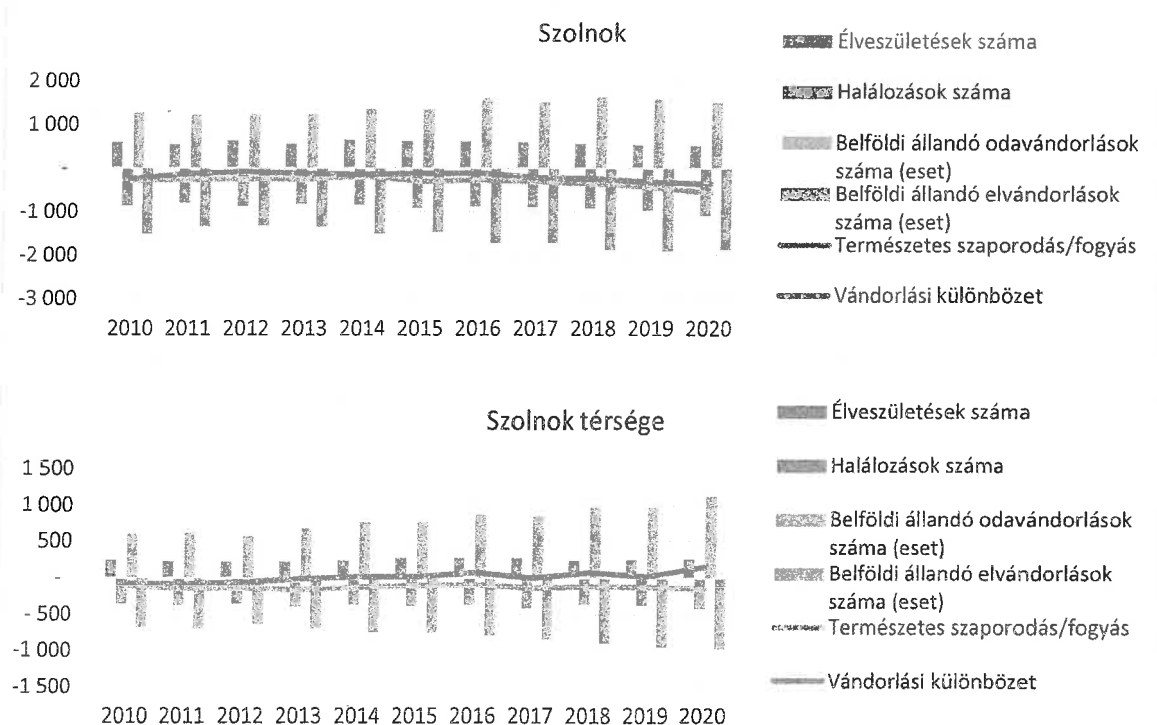 Szolnok
2 000
1 000
-
-1 000
-2 000
-3 000
2010 2011 2012 2013 2014 2015 2016 2017 2018 2019 2020
Élveszületések száma
Halálozások száma
Belföldi állandó odavándorlások
száma (eset)
Belföldi állandó elvándorlások
száma (eset)
Természetes szaporodás/fogyás
Vándorlási különbözet
Szolnok térsége
1 500
1 000
500
-
- 500
-1 000
-1 500
2010 2011 2012 2013 2014 2015 2016 2017 2018 2019 2020
Élveszületések száma
Halálozások száma
Belföldi állandó odavándorlások
száma (eset)
Belföldi állandó elvándorlások
száma (eset)
Természetes szaporodás/fogyás
Vándorlási különbözet